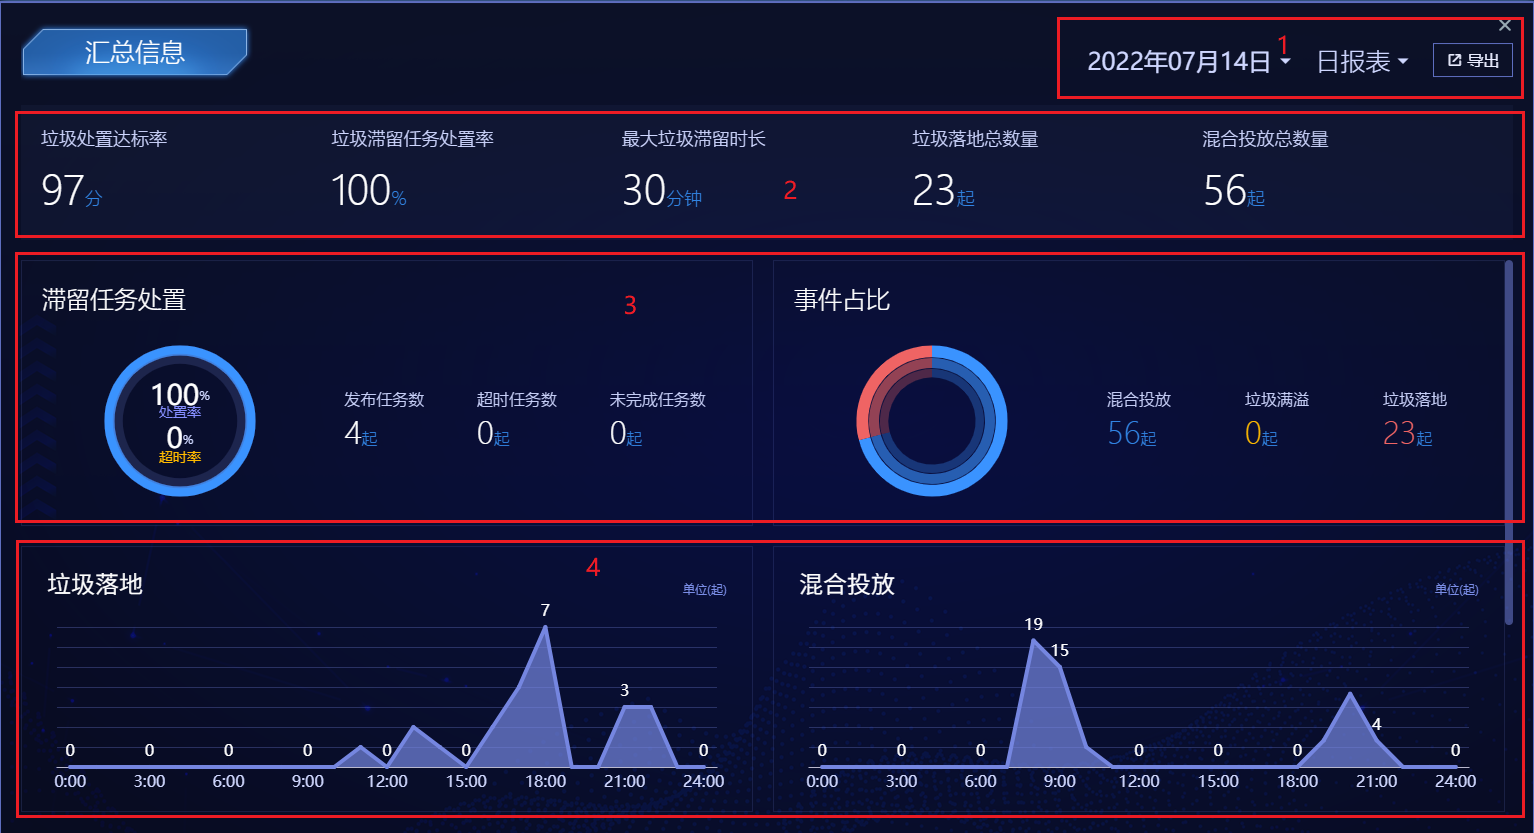 汇总信息
×
2022年07月14日 1 日报表 导出
垃圾处置达标率 垃圾滞留任务处置率 最大垃圾滞留时长 垃圾落地总数量 混合投放总数量
97分 100% 30分钟 2 23起 56起
滞留任务处置 3
100%
处置率
0%
超时率
发布任务数 超时任务数 未完成任务数
4起 0起 0起
事件占比
混合投放 垃圾满溢 垃圾落地
56起 0起 23起
4
垃圾落地 单位(起)
7
3
0 0 0 0 0 0 0
0:00 3:00 6:00 9:00 12:00 15:00 18:00 21:00 24:00
混合投放 单位(起)
19
15
4
0 0 0 0 0 0 0
0:00 3:00 6:00 9:00 12:00 15:00 18:00 21:00 24:00